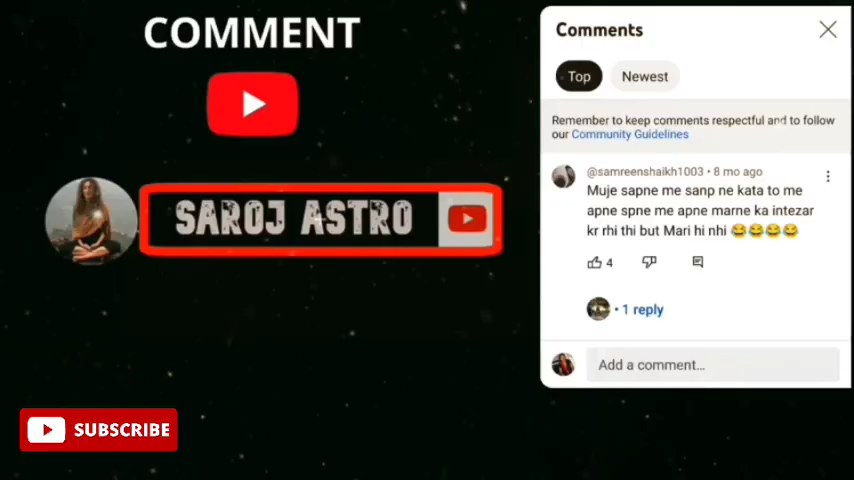 COMMENT
SAROJ ASTRO
SUBSCRIBE
Comments
Top
Newest
Remember to keep comments respectful and to follow
our Community Guidelines
@samreenshaikh1003 • 8 mo ago
Muje sapne me sanp ne kata to me
apne spne me apne marne ka intezar
kr rhi thi but Mari hi nhi 😂😂😂😂
4
• 1 reply
Add a comment...